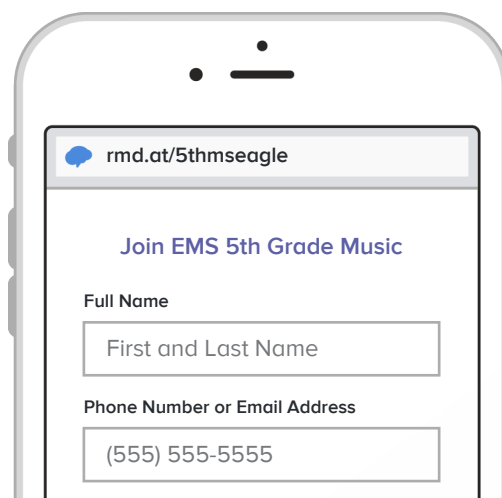 rmd.at/5thmseagle
Join EMS 5th Grade Music
Full Name
First and Last Name
Phone Number or Email Address
(555) 555-5555